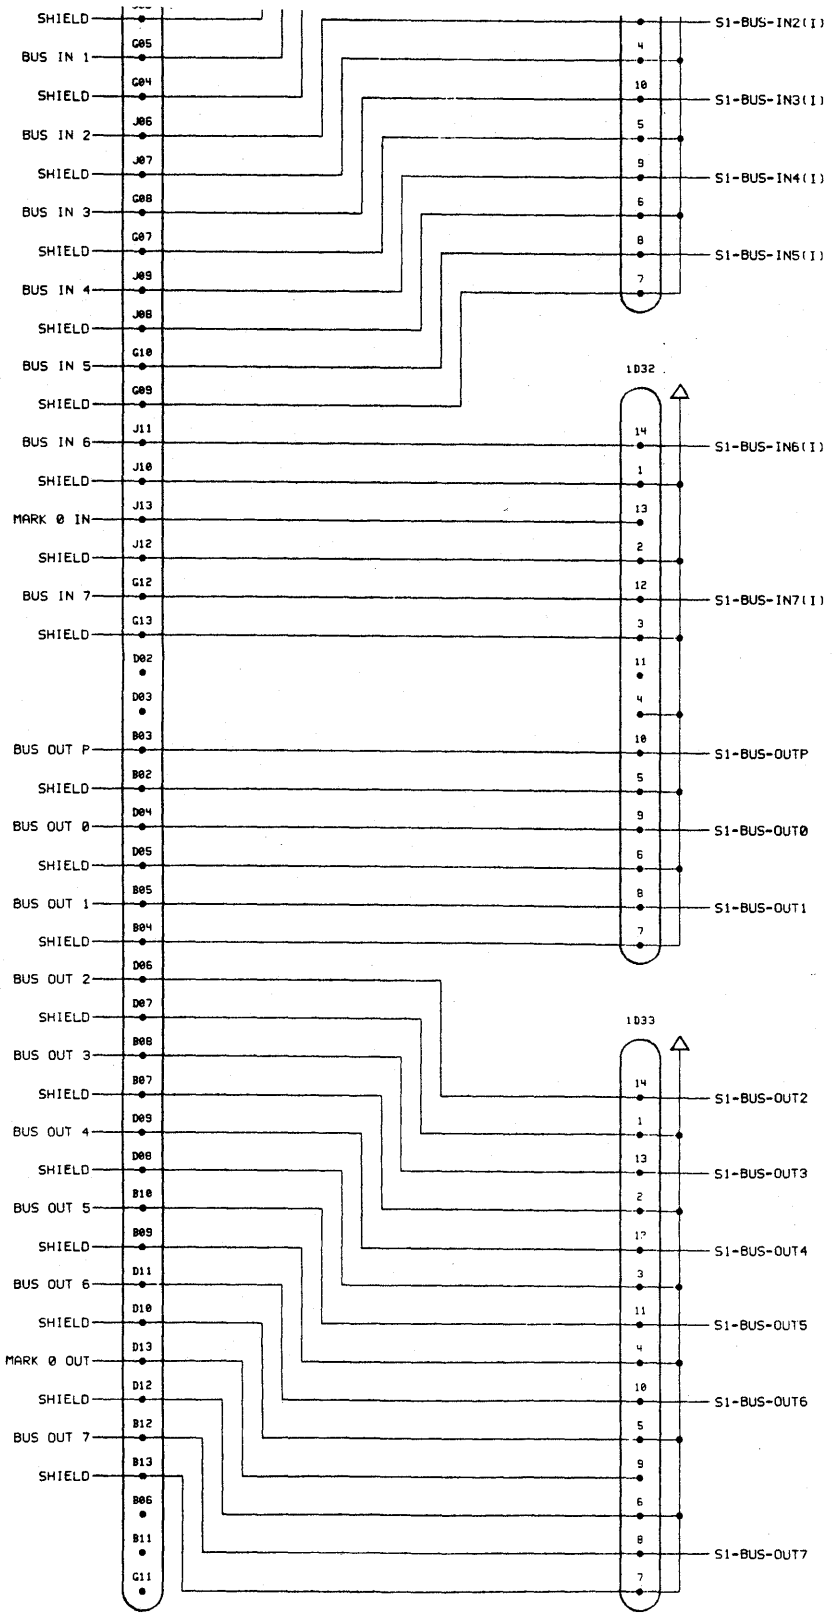 SHIELD
S1-BUS-IN2(I)
G05
4
BUS IN 1
G04
10
SHIELD
S1-BUS-IN3(I)
J06
5
BUS IN 2
J07
9
SHIELD
S1-BUS-IN4(I)
G08
6
BUS IN 3
G07
8
SHIELD
S1-BUS-IN5(I)
J09
7
BUS IN 4
J08
SHIELD
G10
BUS IN 5
1D32
G09
SHIELD
J11
14
BUS IN 6
S1-BUS-IN6(I)
J10
1
SHIELD
J13
13
MARK 0 IN
J12
2
SHIELD
G12
12
BUS IN 7
S1-BUS-IN7(I)
G13
3
SHIELD
D02
11
D03
4
B03
10
BUS OUT P
S1-BUS-OUTP
B02
5
SHIELD
D04
9
BUS OUT 0
S1-BUS-OUT0
D05
6
SHIELD
B05
8
BUS OUT 1
S1-BUS-OUT1
B04
7
SHIELD
D06
BUS OUT 2
D07
SHIELD
1D33
B08
BUS OUT 3
B07
14
SHIELD
S1-BUS-OUT2
D09
1
BUS OUT 4
D08
13
SHIELD
S1-BUS-OUT3
B10
2
BUS OUT 5
B09
12
SHIELD
S1-BUS-OUT4
D11
3
BUS OUT 6
D10
11
SHIELD
S1-BUS-OUT5
D13
4
MARK 0 OUT
D12
10
SHIELD
S1-BUS-OUT6
B12
5
BUS OUT 7
B13
9
SHIELD
B06
6
B11
8
S1-BUS-OUT7
G11
7